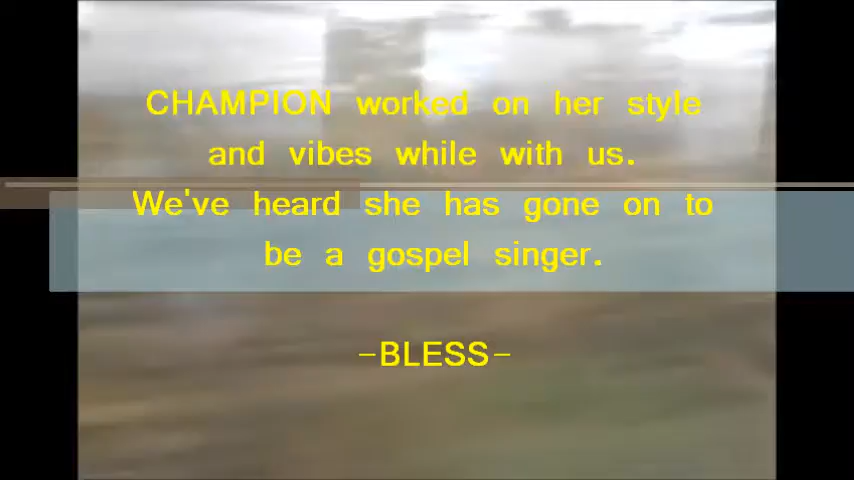 CHAMPION worked on her style
and vibes while with us.
We've heard she has gone on to
be a gospel singer.
-BLESS-